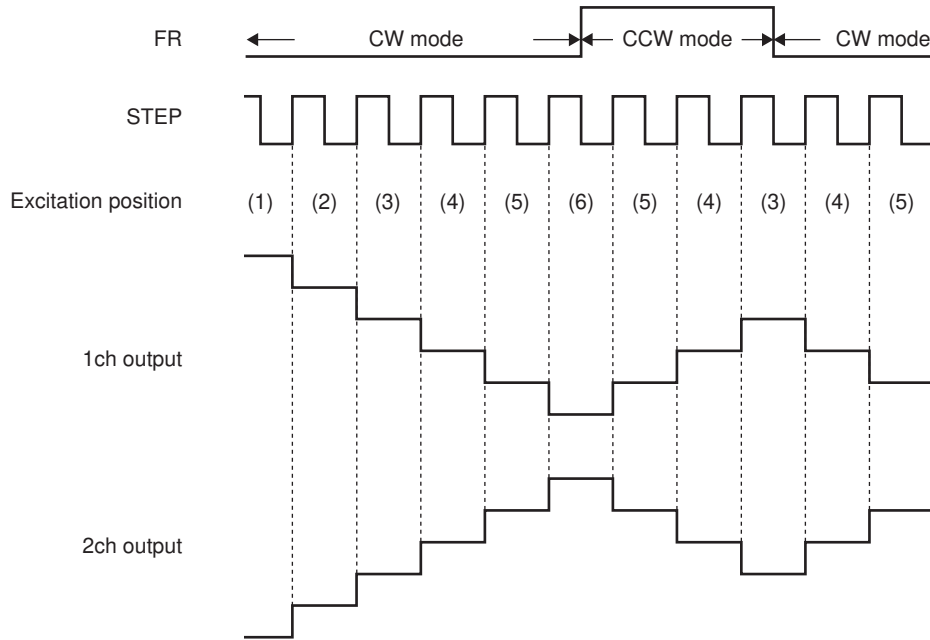 FR CW mode CCW mode CW mode
STEP
Excitation position (1) (2) (3) (4) (5) (6) (5) (4) (3) (4) (5)
1ch output
2ch output